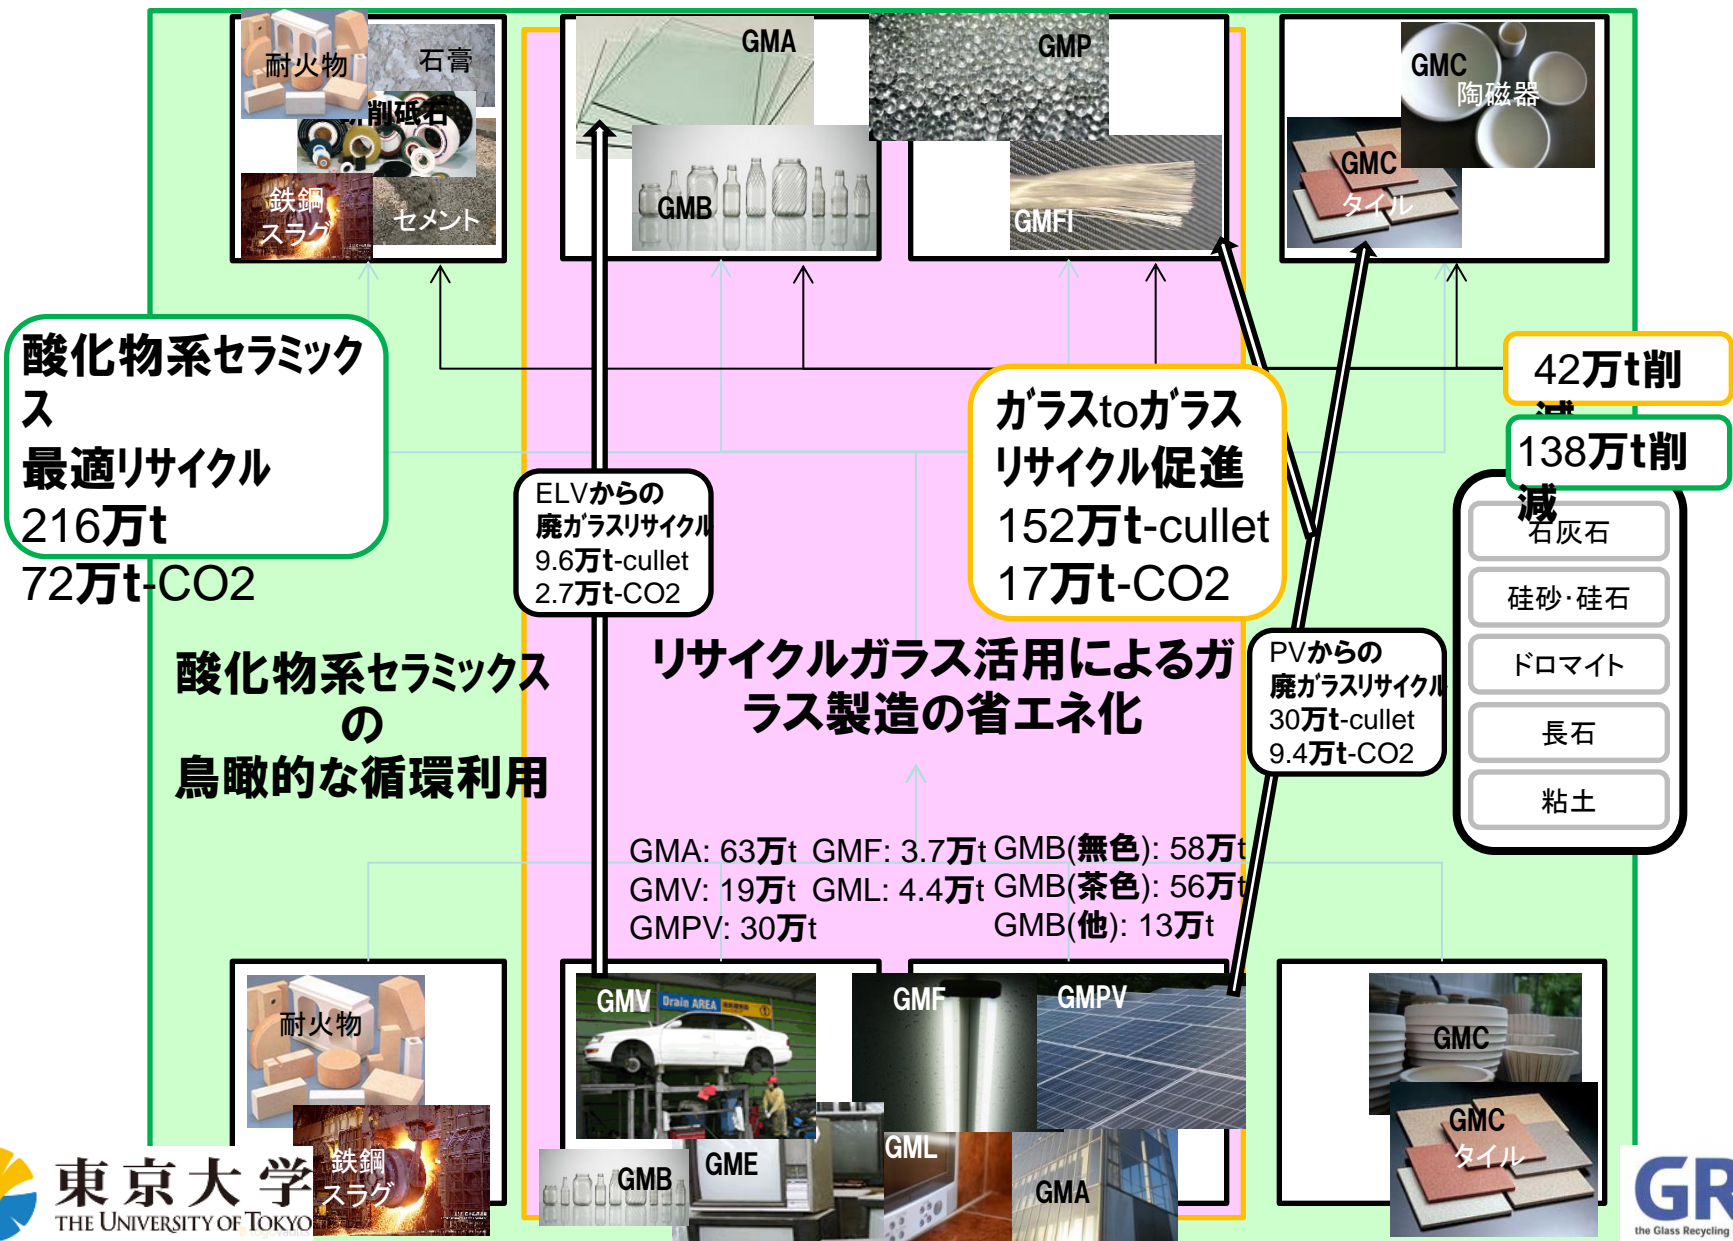 耐火物
石膏
削砥石
鉄鋼
スラグ
セメント
GMA
GMB
GMP
GMFI
GMC
陶磁器
GMC
タイル
酸化物系セラミック
ス
最適リサイクル
216万t
72万t-CO2
ELVからの
廃ガラスリサイクル
9.6万t-cullet
2.7万t-CO2
ガラスtoガラス
リサイクル促進
152万t-cullet
17万t-CO2
42万t削
減
138万t削
減
石灰石
硅砂・硅石
ドロマイト
長石
粘土
酸化物系セラミックス
の
鳥瞰的な循環利用
リサイクルガラス活用によるガ
ラス製造の省エネ化
PVからの
廃ガラスリサイクル
30万t-cullet
9.4万t-CO2
GMA: 63万t GMF: 3.7万t GMB(無色): 58万t
GMV: 19万t GML: 4.4万t GMB(茶色): 56万t
GMPV: 30万t GMB(他): 13万t
耐火物
鉄鋼
スラグ
GMV
Drain AREA
GMF
GMPV
GMB
GME
GML
GMA
GMC
GMC
タイル
東京大学
THE UNIVERSITY OF TOKYO
GR
the Glass Recycling